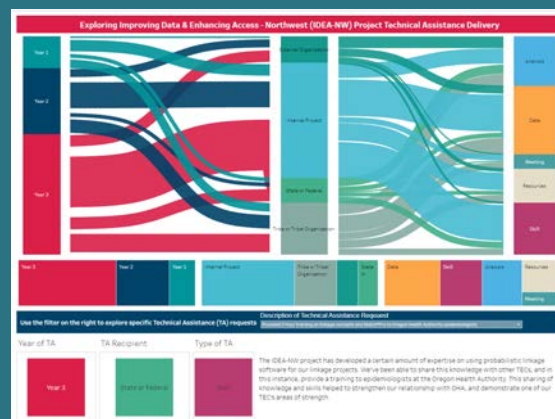 Exploring Improving Data & Enhancing Access - Northwest (IDEA-NW) Project Technical Assistance Delivery
Year 1
Year 2
Year 3
External Organization
Internal Project
State or Federal
Tribe or Tribal Organization
Analysis
Data
Meeting
Resources
Skill
Year 3
Year 2
Year 1
Internal Project
Tribe or Tribal
Organization
State
Data
Skill
Analysis
Resources
Meeting
Use the filter on the right to explore specific Technical Assistance (TA) requests
Description of Technical Assistance Request
Year of TA
TA Recipient
Type of TA
Year 3
State or Federal
Skill
The IDEA-NW project has developed a certain amount of expertise on using probabilistic linkage
software for our linkage projects. We've been able to share this knowledge with other TECs, and in
this instance, provide a training to epidemiologists at the Oregon Health Authority. This sharing of
knowledge and skills helped to strengthen our relationship with OHA, and demonstrate one of our
TECs areas of strength.